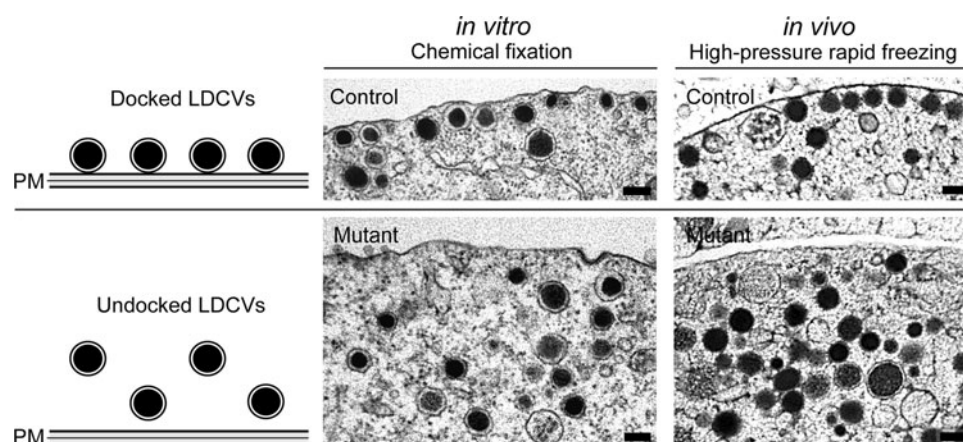 in vitro
Chemical fixation
in vivo
High-pressure rapid freezing
Docked LDCVs
PM
Control
Control
Undocked LDCVs
PM
Mutant
Mutant